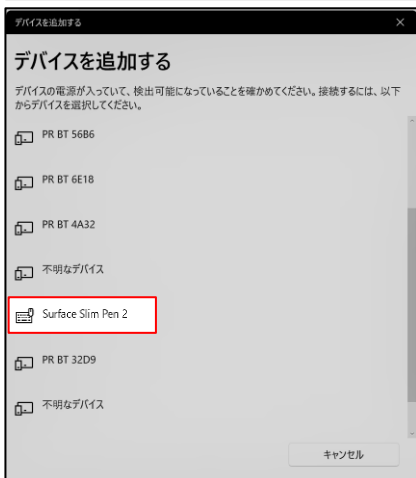 デバイスを追加する
デバイスを追加する
デバイスの電源が入っていて、検出可能になっていることを確かめてください。接続するには、以下
からデバイスを選択してください。
PR BT 56B6
PR BT 6E18
PR BT 4A32
不明なデバイス
Surface Slim Pen 2
PR BT 32D9
不明なデバイス
キャンセル